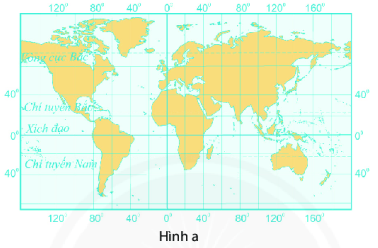 120° 80° 40° 0° 40° 80° 120° 160°
Vòng cực Bắc
40° 40°
Chí tuyến Bắc
Xích đạo
0° 0°
Chí tuyến Nam
40° 40°
120° 80° 40° 0° 40° 80° 120° 160°
Hình a